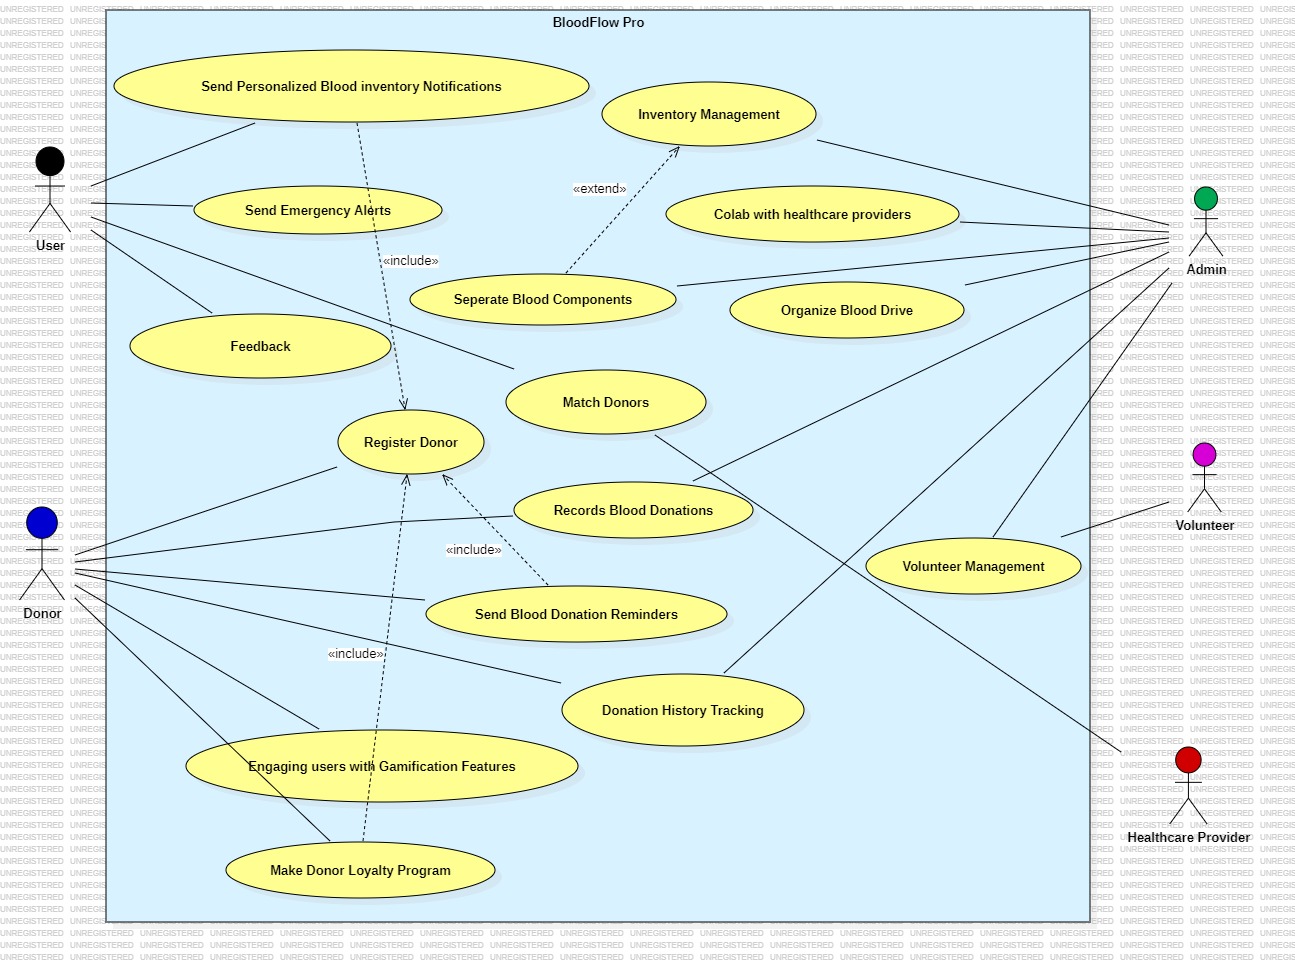 BloodFlow Pro
Send Personalized Blood inventory Notifications
Inventory Management
«extend»
Send Emergency Alerts
Colab with healthcare providers
User
Admin
«include»
Seperate Blood Components
Organize Blood Drive
Feedback
Match Donors
Register Donor
Records Blood Donations
Volunteer
«include»
Volunteer Management
Donor
Send Blood Donation Reminders
«include»
Donation History Tracking
Engaging users with Gamification Features
Healthcare Provider
Make Donor Loyalty Program
UNREGISTERED